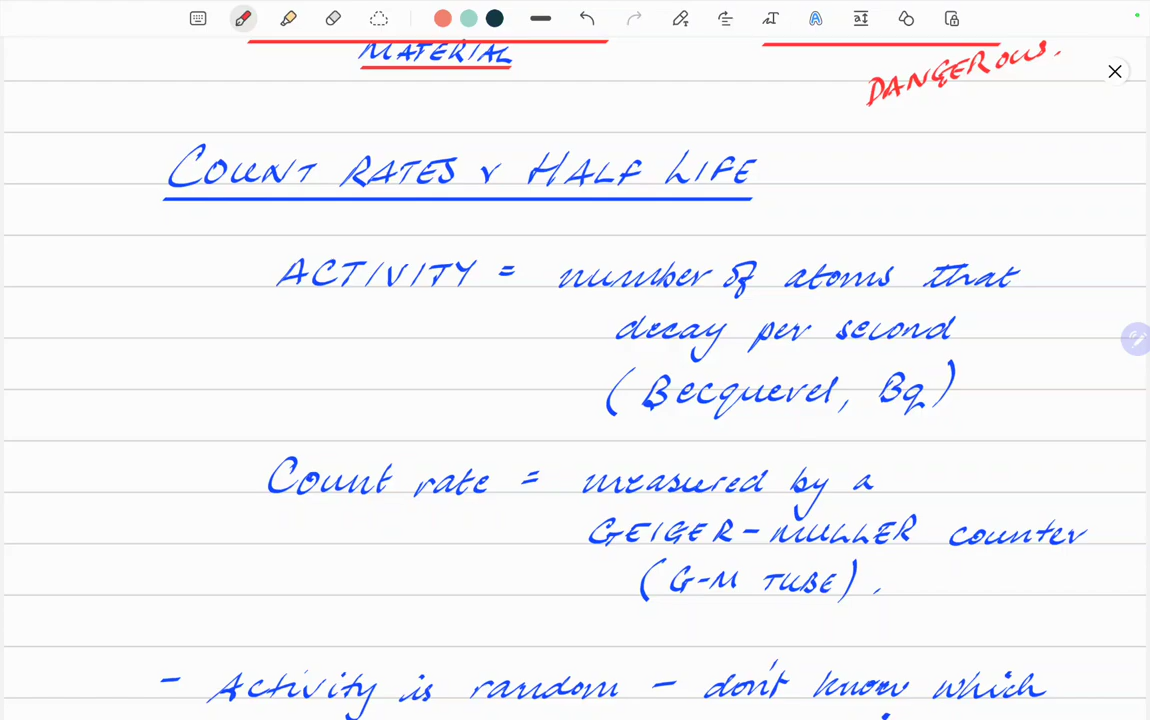 MATERIAL
DANGEROUS.
COUNT RATES & HALF LIFE
ACTIVITY = number of atoms that
decay per second
(Becquerel, Bq)
Count rate = measured by a
GEIGER-MULLER counter
(G-M TUBE).
- Activity is random - don't know which